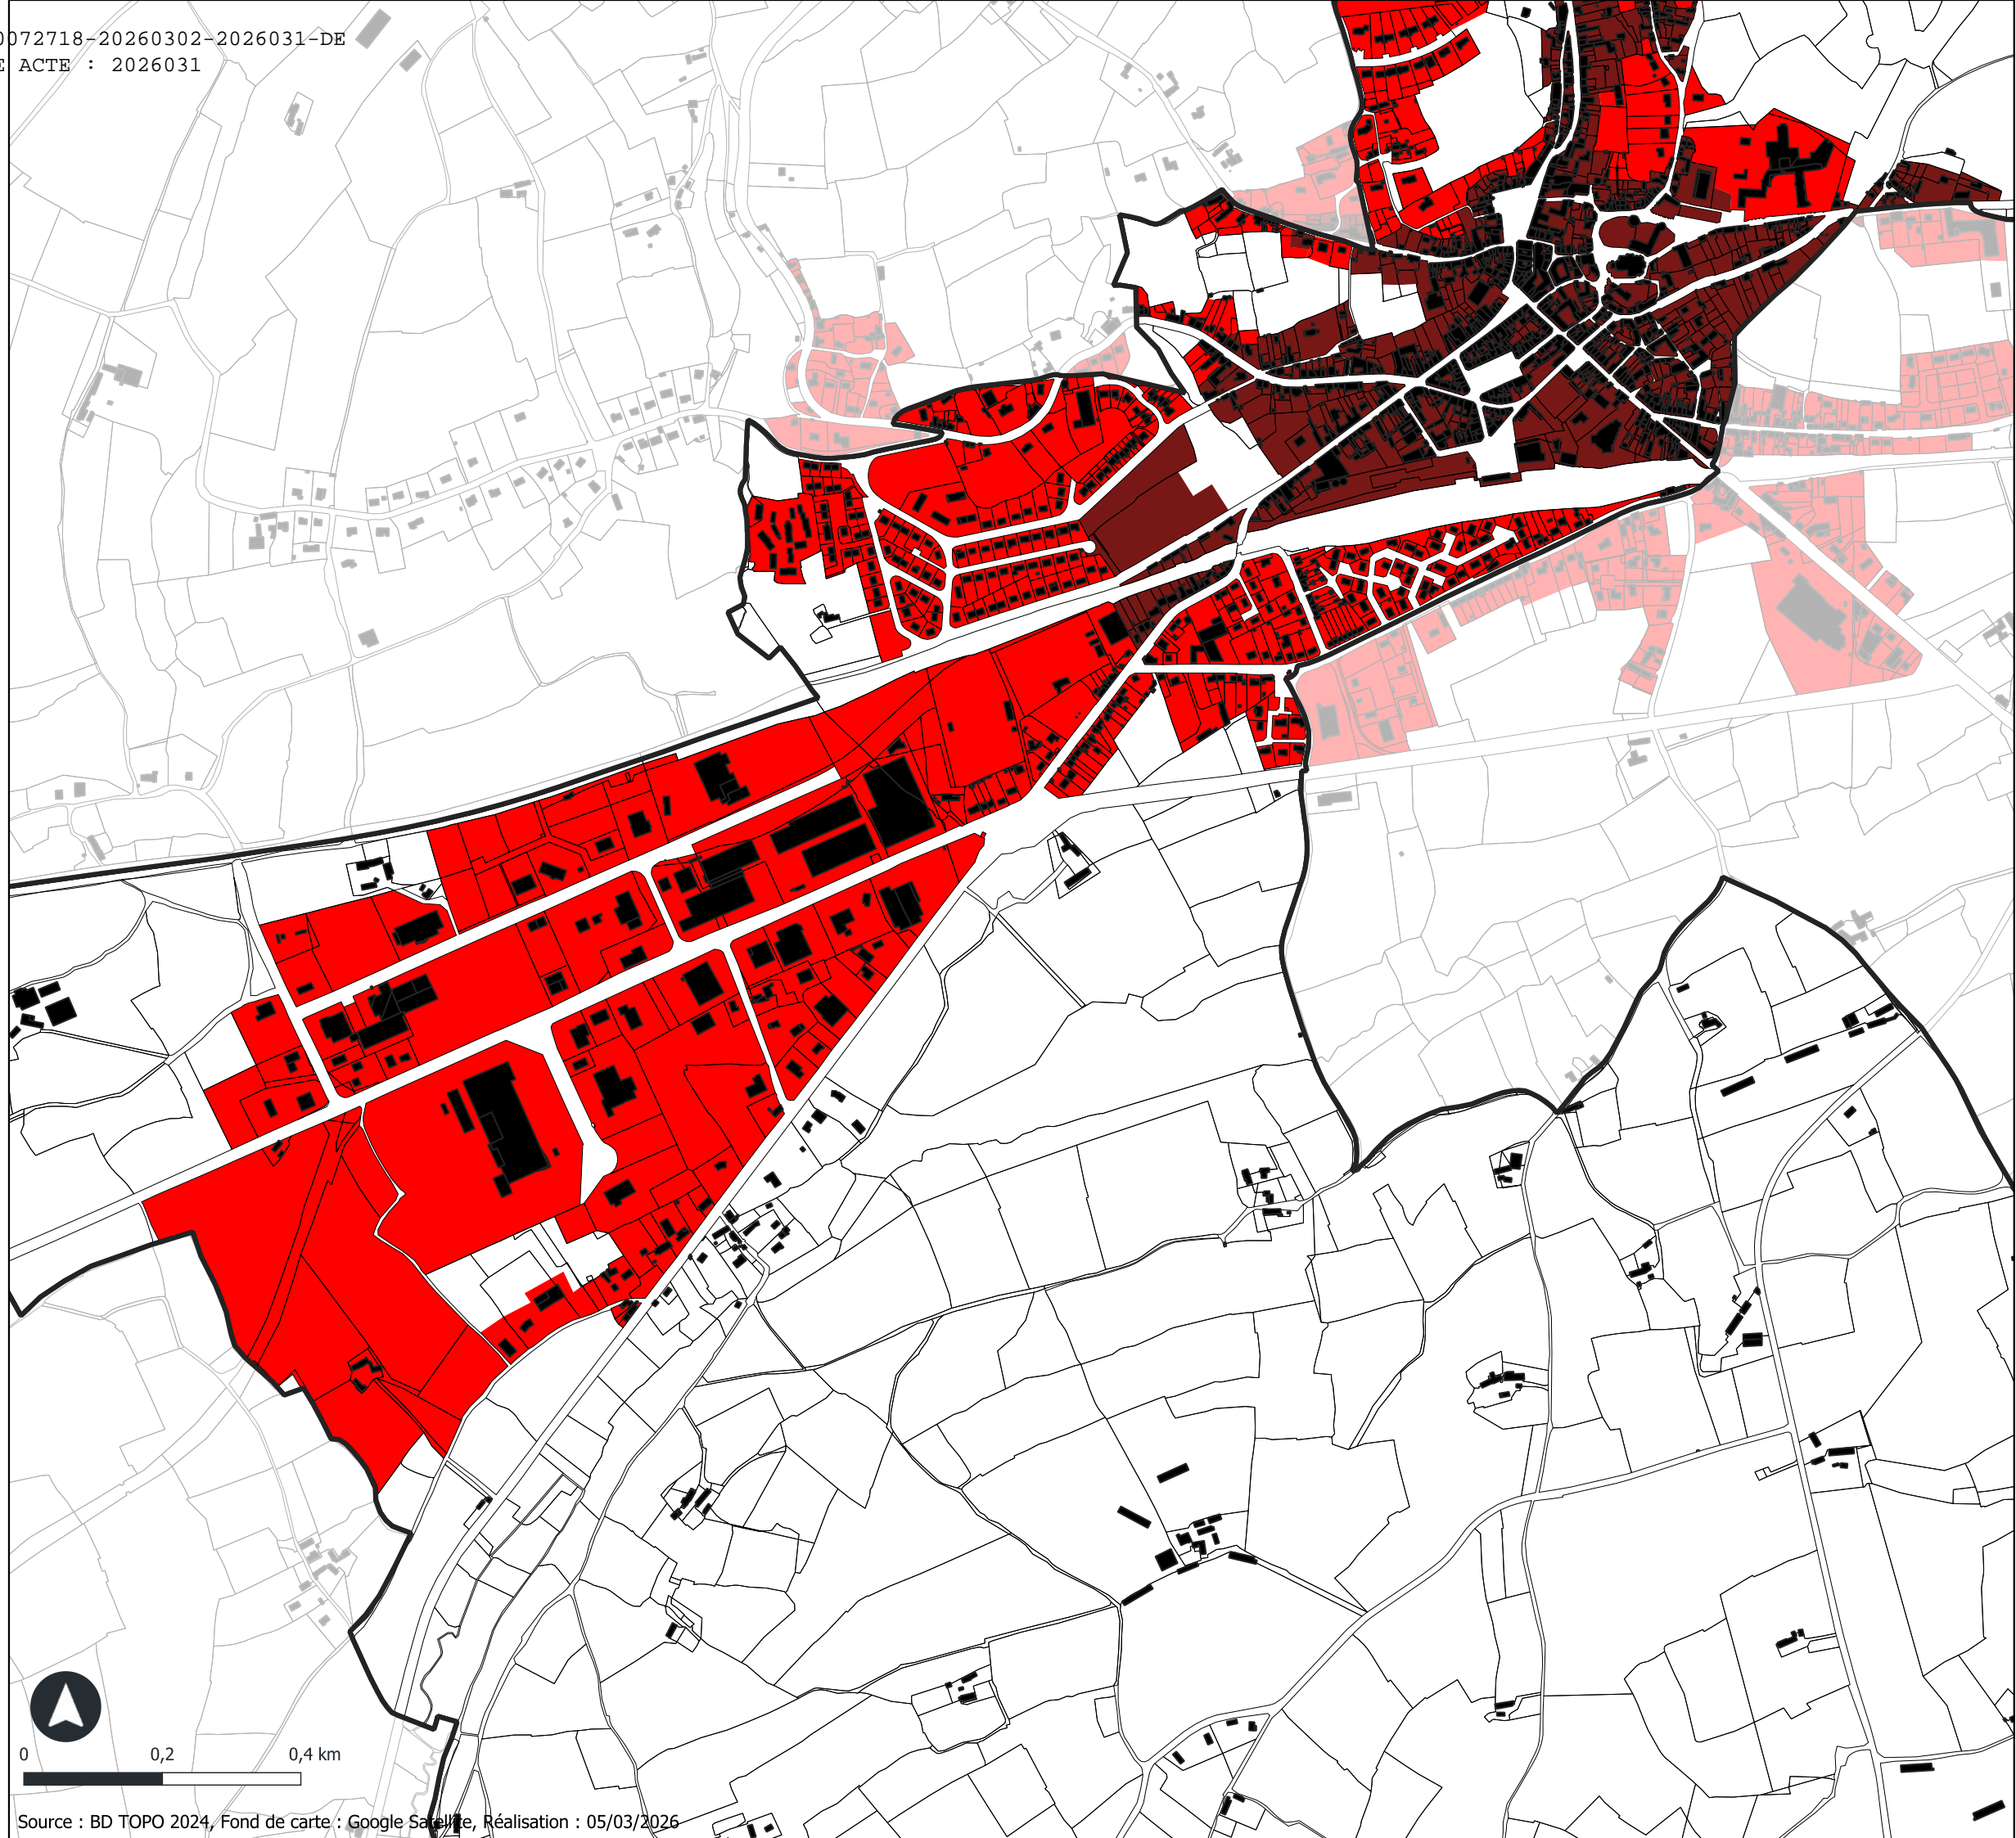 0072718-20260302-2026031-DE
E ACTE : 2026031
0 0,2 0,4 km
Source : BD TOPO 2024, Fond de carte : Google Satellite, Réalisation : 05/03/2026